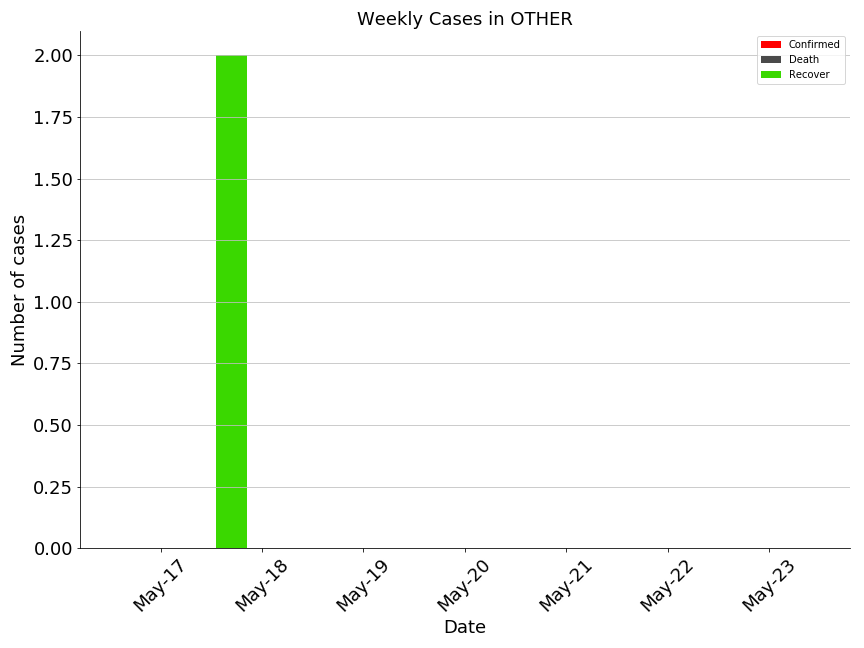 Weekly Cases in OTHER
Confirmed
Death
Recover
2.00
1.75
1.50
1.25
1.00
0.75
0.50
0.25
0.00
Number of cases
May-17
May-18
May-19
May-20
May-21
May-22
May-23
Date